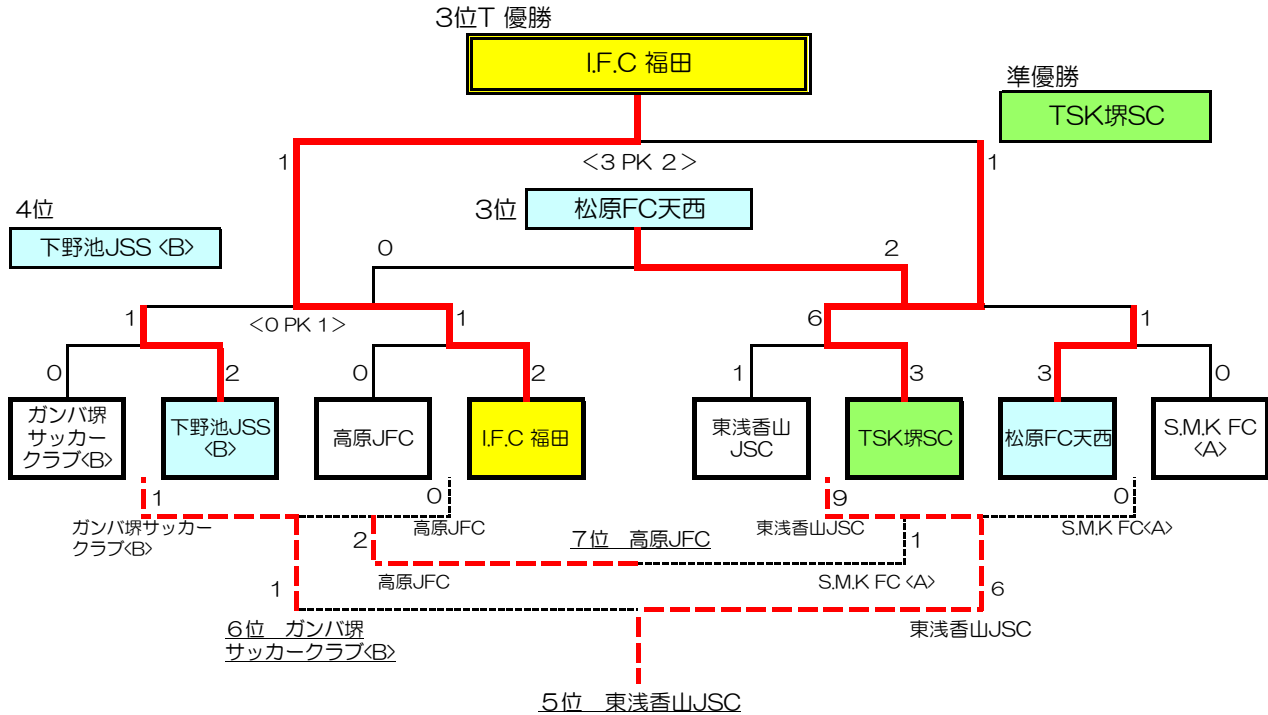 3位T 優勝
I.F.C 福田
準優勝
TSK堺SC
1
<3 PK 2>
1
4位
下野池JSS <B>
3位
松原FC天西
0
2
1
<0 PK 1>
1
6
1
0
2
0
2
1
3
3
0
ガンバ堺
サッカー
クラブ<B>
下野池JSS
<B>
高原JFC
I.F.C 福田
東浅香山
JSC
TSK堺SC
松原FC天西
S.M.K FC
<A>
1
0
9
0
ガンバ堺サッカー
クラブ<B>
高原JFC
東浅香山JSC
S.M.K FC<A>
2
7位 高原JFC
1
高原JFC
S.M.K FC <A>
1
6
6位 ガンバ堺
サッカークラブ<B>
東浅香山JSC
5位 東浅香山JSC